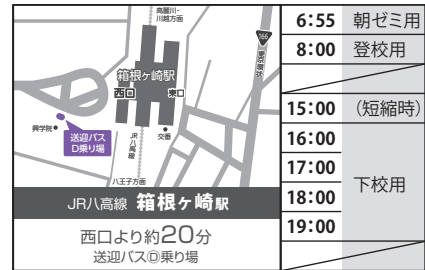 高麗川・
川越方面
166
東京環状
箱根ヶ崎駅
西口
東口
興学院
送迎バス
D乗り場
JR八高線
交番
八王子方面
JR八高線 箱根ヶ崎駅
西口より約20分
送迎バスⒹ乗り場
6:55 朝ゼミ用
8:00 登校用
15:00 （短縮時）
16:00
17:00
下校用
18:00
19:00